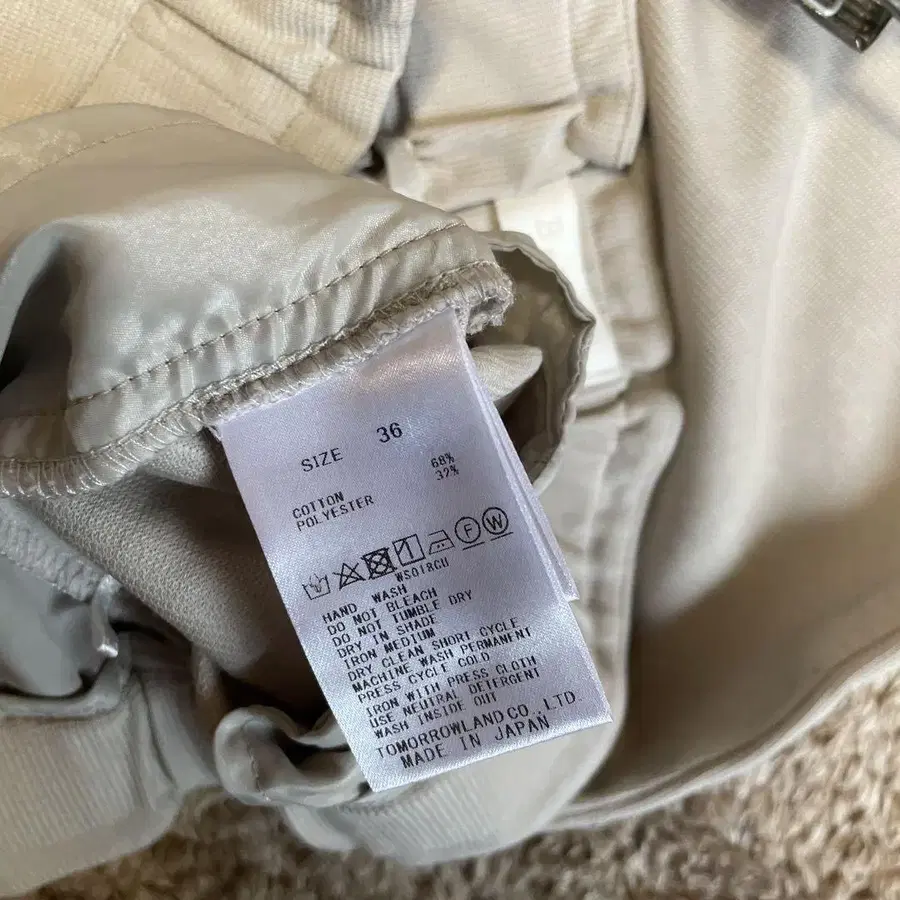 SIZE 36
COTTON 68%
POLYESTER 32%
F W
WS018CU
HAND WASH
DO NOT BLEACH
DO NOT TUMBLE DRY
DRY IN SHADE
IRON MEDIUM
DRY CLEAN SHORT CYCLE
MACHINE WASH PERMANENT
PRESS CYCLE COLD
IRON WITH PRESS CLOTH
USE NEUTRAL DETERGENT
WASH INSIDE OUT
TOMORROWLAND CO.,LTD.
MADE IN JAPAN